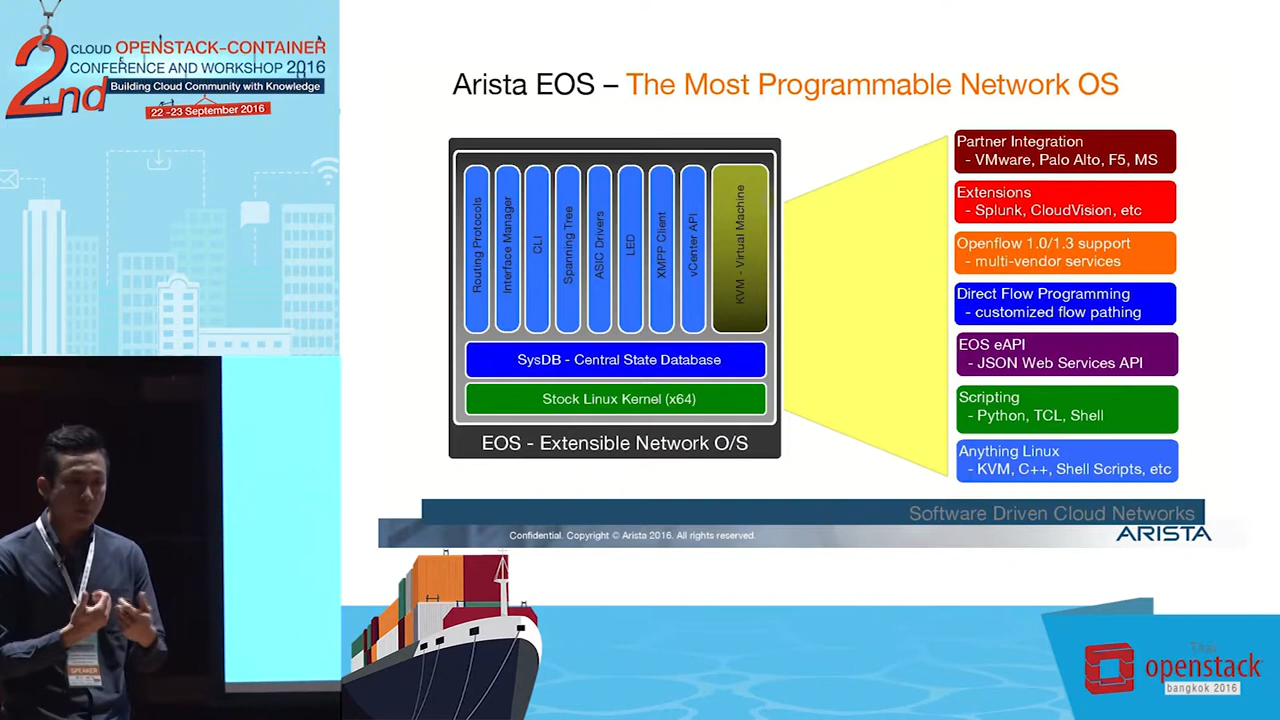 2nd
CLOUD OPENSTACK-CONTAINER
CONFERENCE AND WORKSHOP 2016
Building Cloud Community with Knowledge
22 -23 September 2016
Arista EOS – The Most Programmable Network OS
Routing Protocols
Interface Manager
CLI
Spanning Tree
ASIC Drivers
LED
XMPP Client
vCenter API
KVM - Virtual Machine
SysDB - Central State Database
Stock Linux Kernel (x64)
EOS - Extensible Network O/S
Partner Integration
- VMware, Palo Alto, F5, MS
Extensions
- Splunk, CloudVision, etc
Openflow 1.0/1.3 support
- multi-vendor services
Direct Flow Programming
- customized flow pathing
EOS eAPI
- JSON Web Services API
Scripting
- Python, TCL, Shell
Anything Linux
- KVM, C++, Shell Scripts, etc
Software Driven Cloud Networks
Confidential. Copyright © Arista 2016. All rights reserved.
ARISTA
SPEAKER
Thai
openstack
bangkok 2016